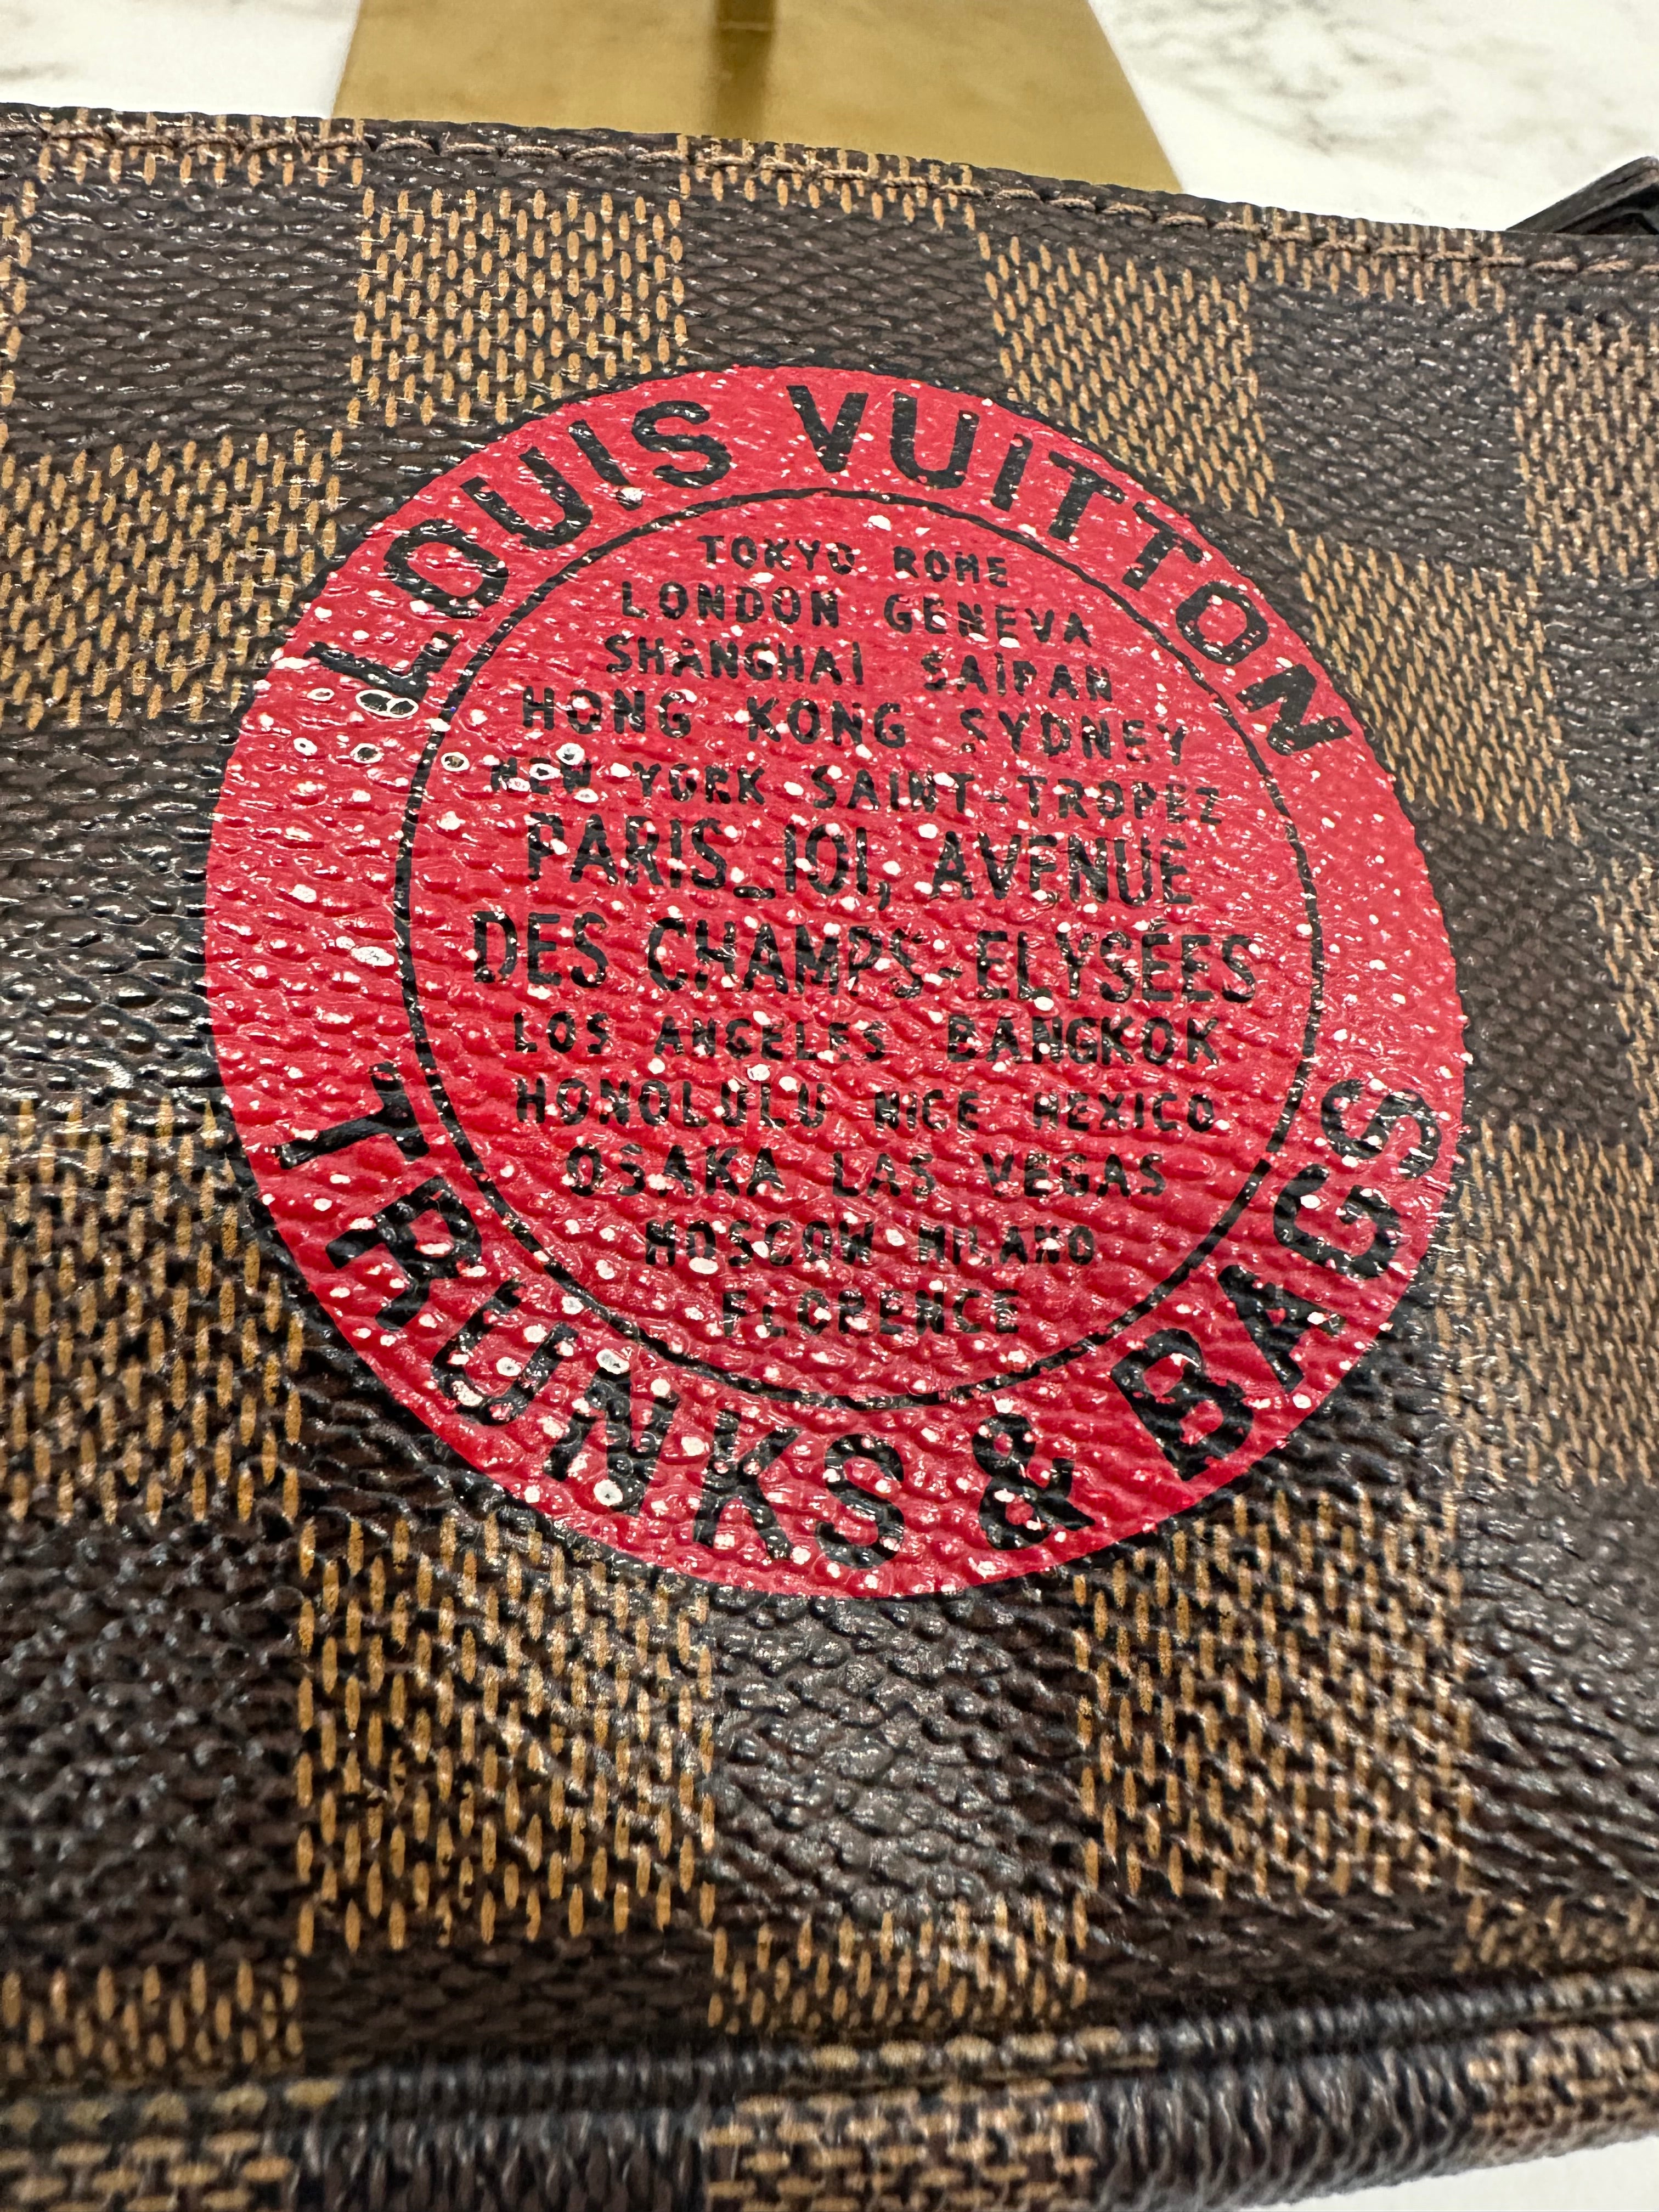 LOUIS VUITTON
TOKYO ROME
LONDON GENEVA
SHANGHAI SAIPAN
HONG KONG SYDNEY
NEW YORK SAINT-TROPEZ
PARIS_101, AVENUE
DES CHAMPS-ELYSÉES
LOS ANGELES BANGKOK
HONOLULU NICE MEXICO
OSAKA LAS VEGAS
MOSCOW MILANO
FLORENCE
TRUNKS & BAGS